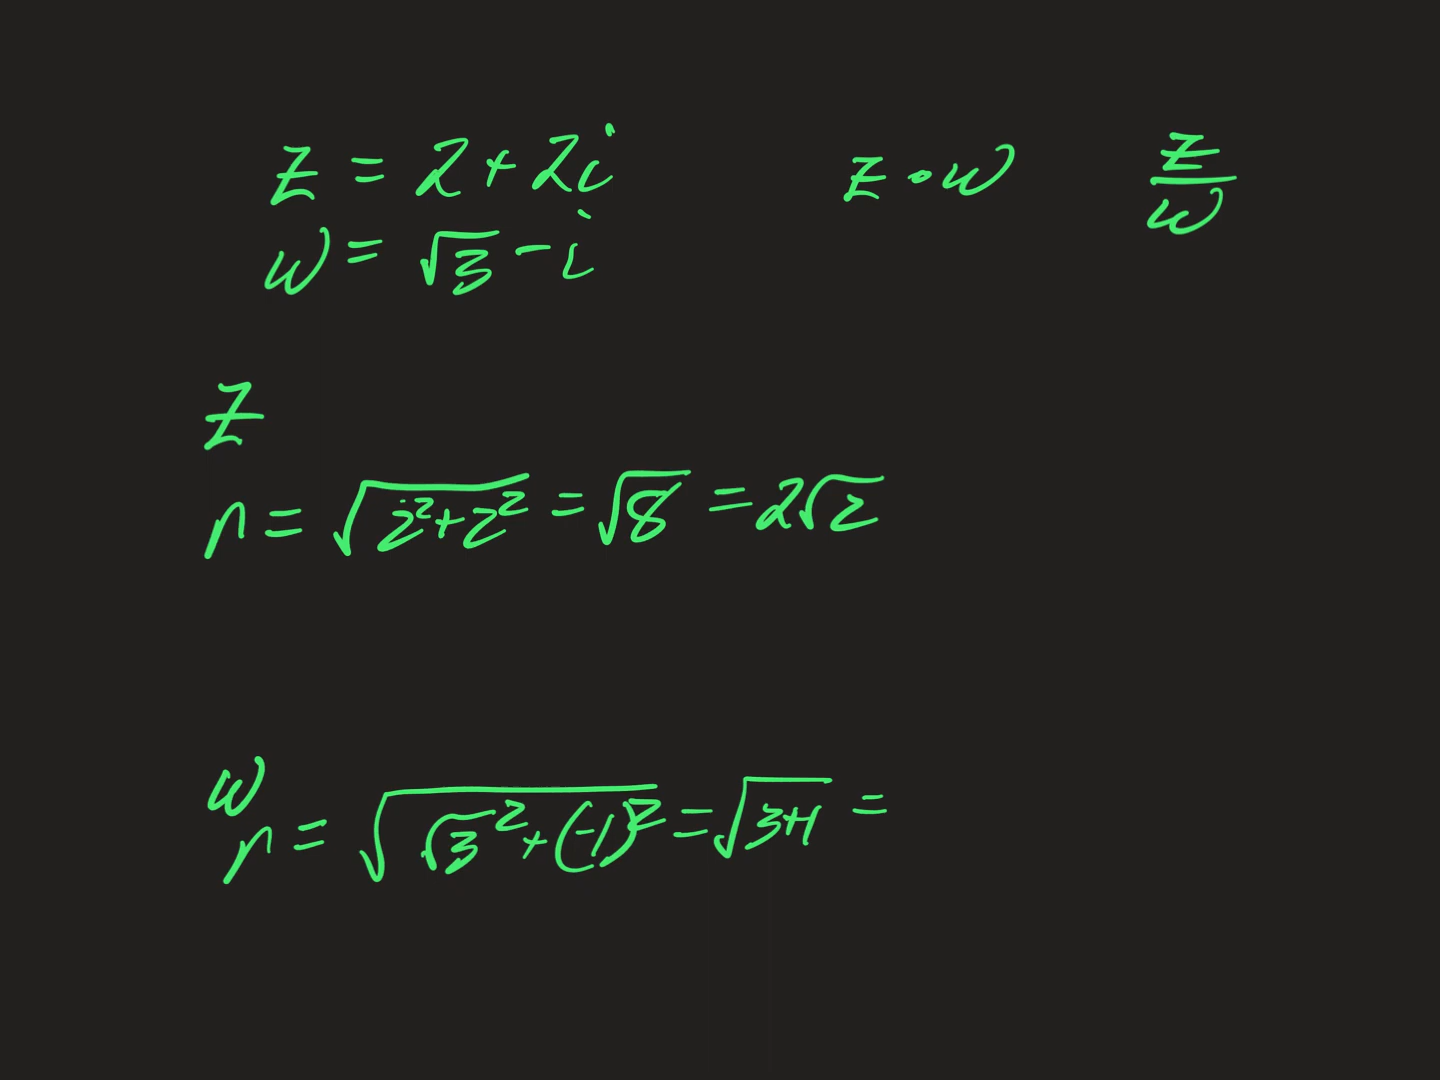 z = 2 + 2i    z • w    z/w
w = √3 - i
z
r = √(2² + 2²) = √8 = 2√2
w
r = √(√3² + (-1)²) = √(3+1) =